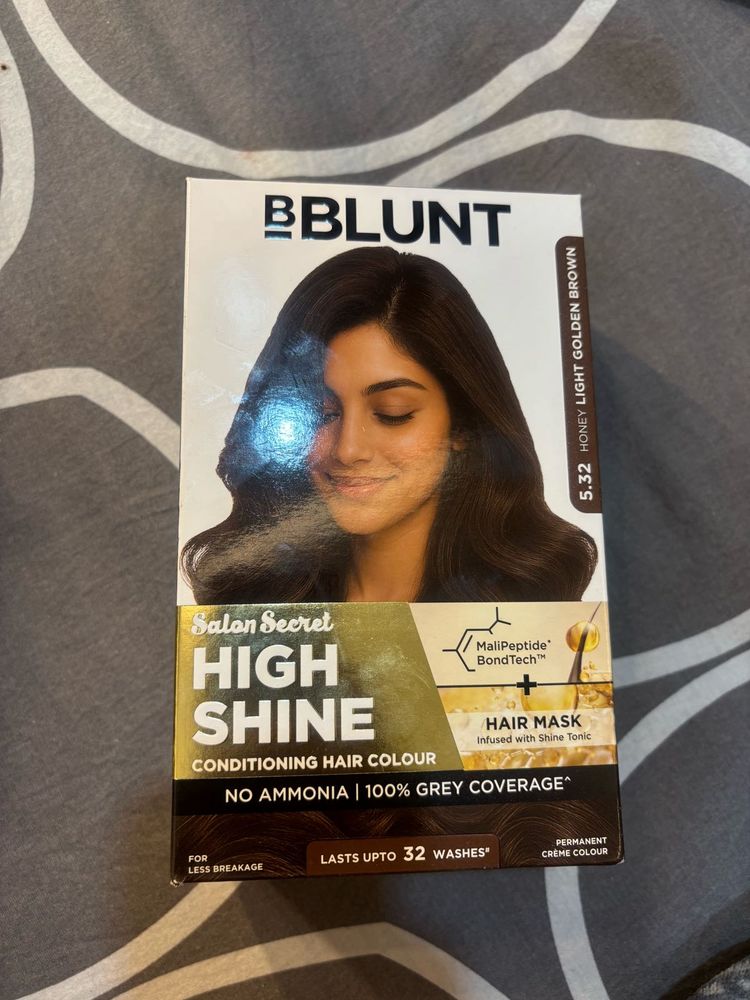 BBLUNT
5.32 HONEY LIGHT GOLDEN BROWN
Salon Secret
HIGH
SHINE
CONDITIONING HAIR COLOUR
MaliPeptide*
BondTech™
+
HAIR MASK
Infused with Shine Tonic
NO AMMONIA | 100% GREY COVERAGE^
FOR
LESS BREAKAGE
LASTS UPTO 32 WASHES#
PERMANENT
CRÈME COLOUR